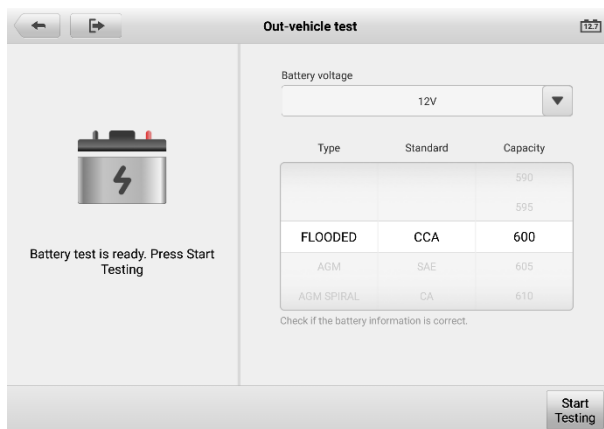 Out-vehicle test
12.7
Battery voltage
12V
Type Standard Capacity
590
595
FLOODED CCA 600
AGM SAE 605
AGM SPIRAL CA 610
Check if the battery information is correct.
Battery test is ready. Press Start
Testing
Start
Testing